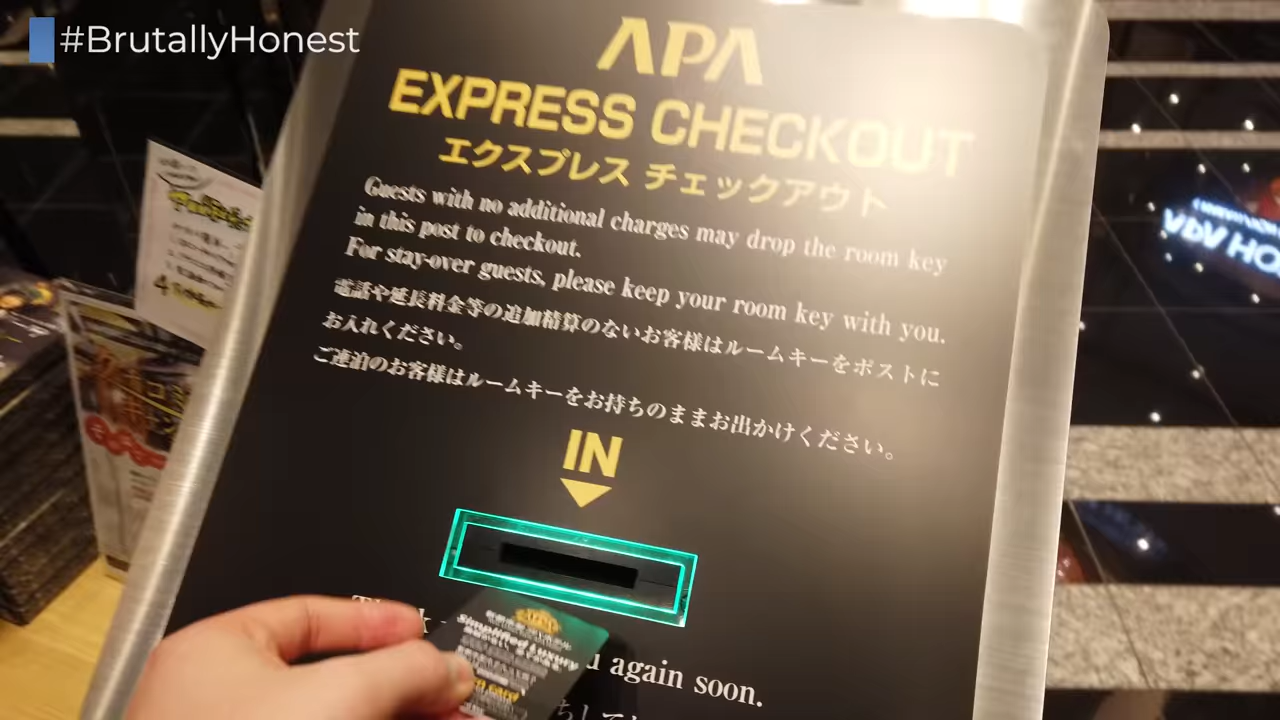 #BrutallyHonest
APA
EXPRESS CHECKOUT
エクスプレス チェックアウト
Guests with no additional charges may drop the room key
in this post to checkout.
For stay-over guests, please keep your room key with you.
電話や延長料金等の追加精算のないお客様はルームキーをポストに
お入れください。
ご連泊のお客様はルームキーをお持ちのままお出かけください。
IN
again soon.
APA
Simplified Luxury